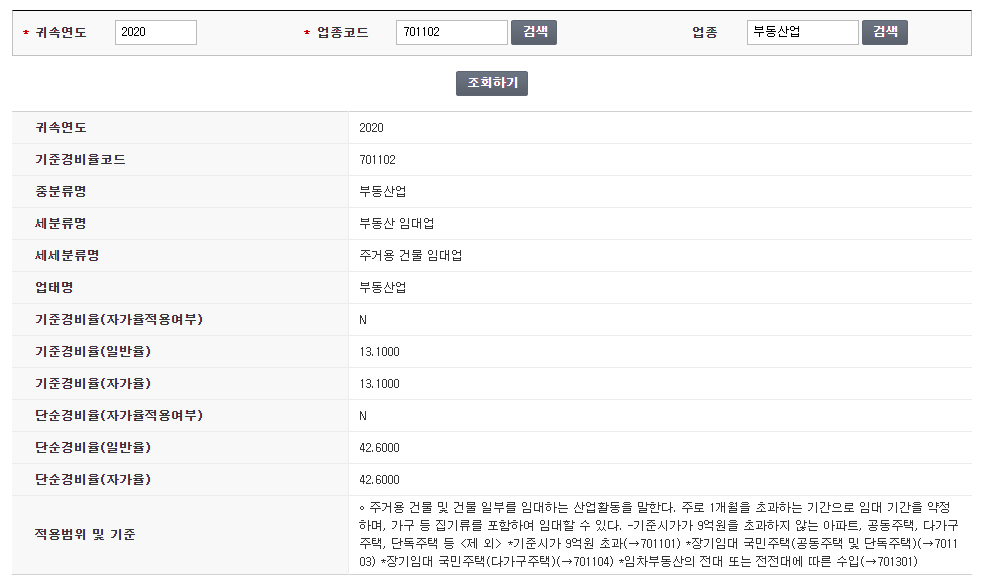 * 귀속연도 2020 * 업종코드 701102 검색 업종 부동산업 검색
조회하기
귀속연도 2020
기준경비율코드 701102
중분류명 부동산업
세분류명 부동산 임대업
세세분류명 주거용 건물 임대업
업태명 부동산업
기준경비율(자가율적용여부) N
기준경비율(일반율) 13.1000
기준경비율(자가율) 13.1000
단순경비율(자가율적용여부) N
단순경비율(일반율) 42.6000
단순경비율(자가율) 42.6000
적용범위 및 기준
∘ 주거용 건물 및 건물 일부를 임대하는 산업활동을 말한다. 주로 1개월을 초과하는 기간으로 임대 기간을 약정
하며, 가구 등 집기류를 포함하여 임대할 수 있다. -기준시가가 9억원을 초과하지 않는 아파트, 공동주택, 다가구
주택, 단독주택 등 <제 외> *기준시가 9억원 초과(→701101) *장기임대 국민주택(공동주택 및 단독주택)(→7011
03) *장기임대 국민주택(다가구주택)(→701104) *임차부동산의 전대 또는 전전대에 따른 수입(→701301)